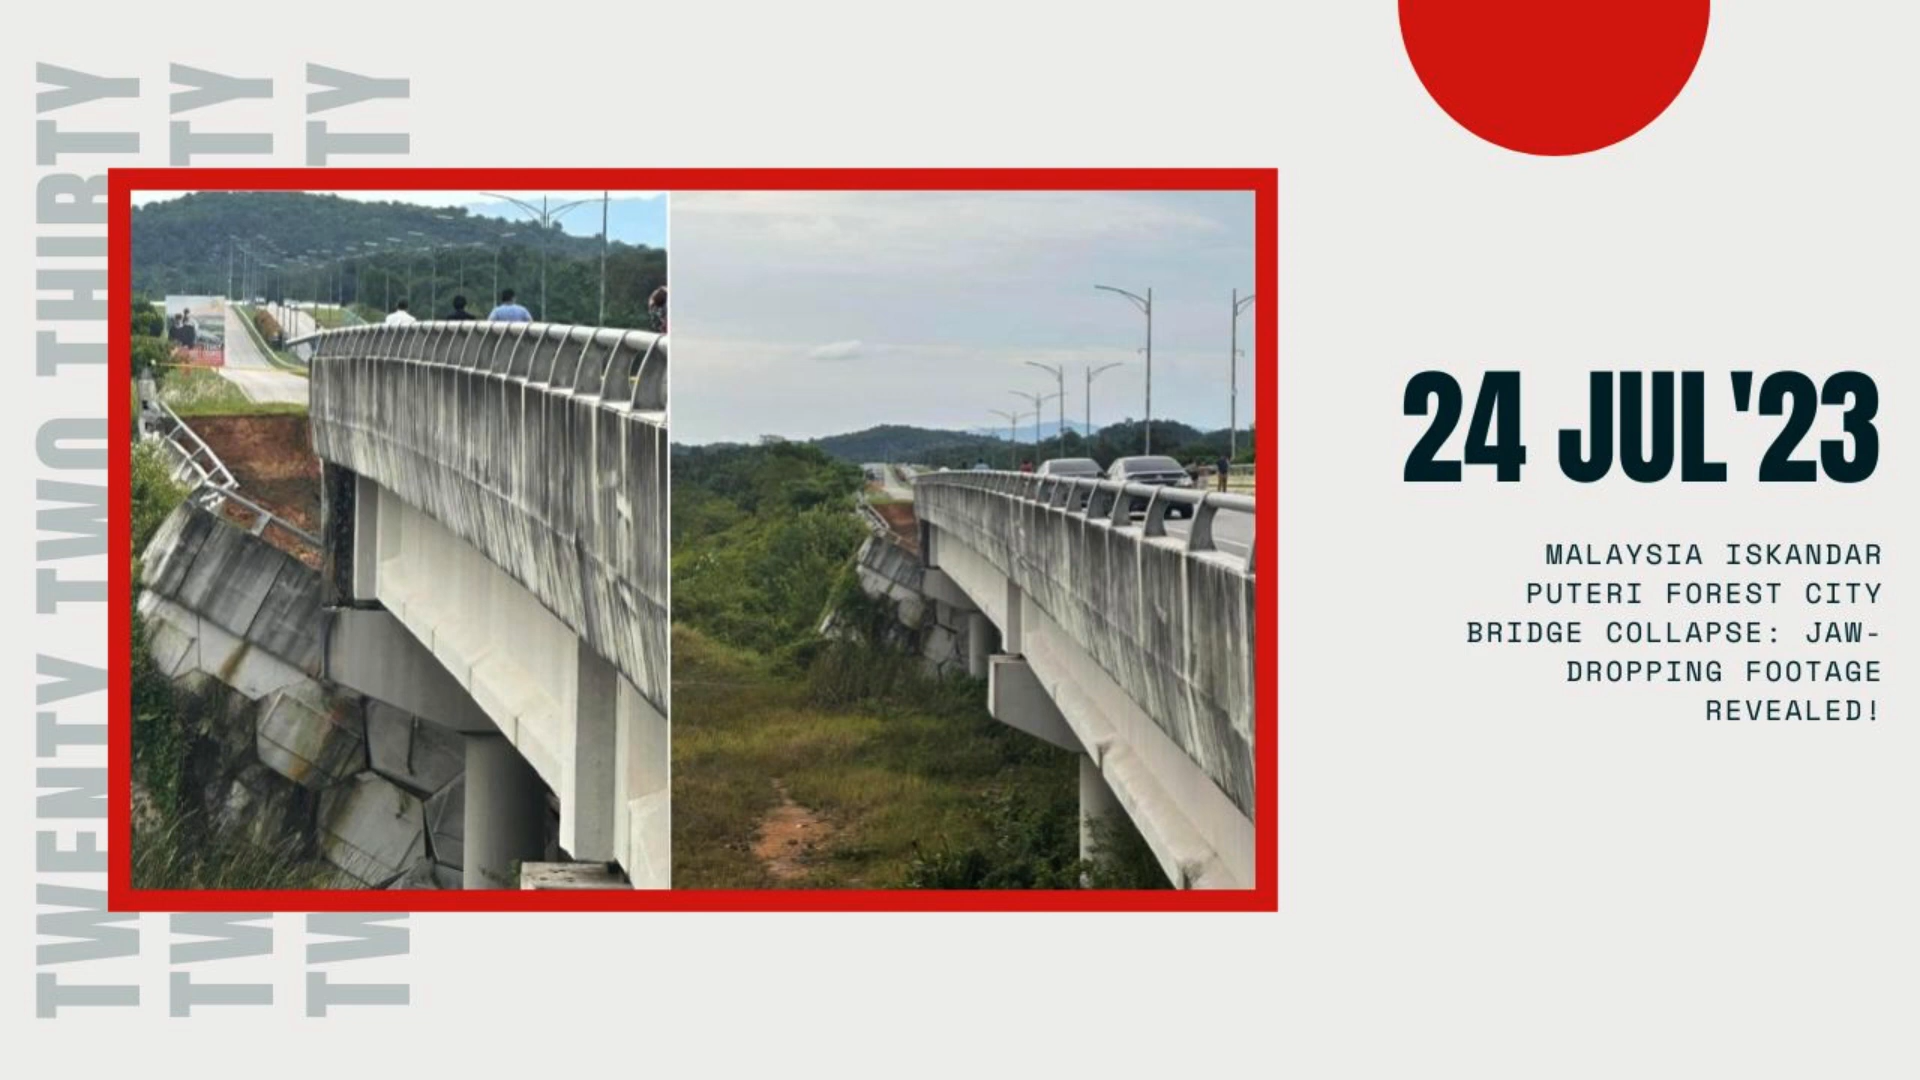 TWENTY TWO THIRTY
24 JUL'23
MALAYSIA ISKANDAR
PUTERI FOREST CITY
BRIDGE COLLAPSE: JAW-
DROPPING FOOTAGE
REVEALED!